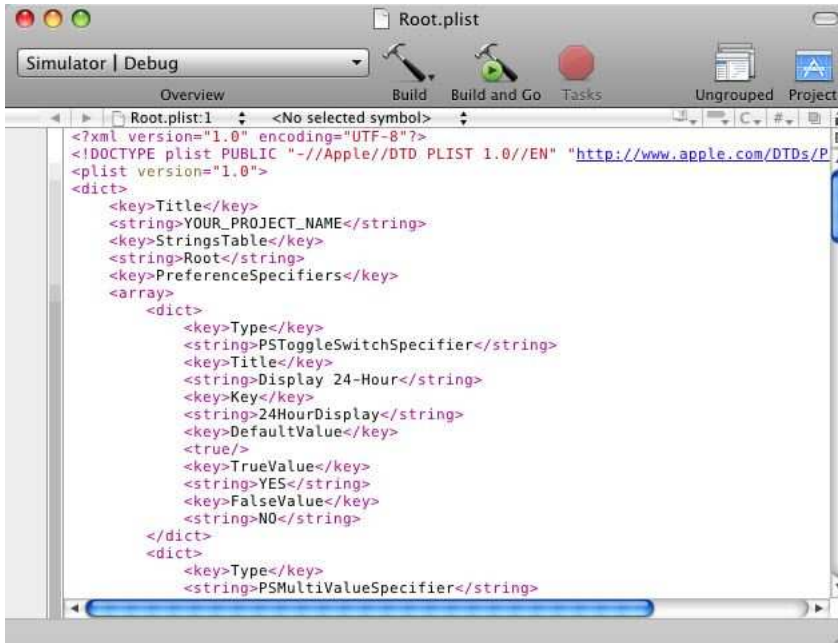 Root.plist
Simulator | Debug
Overview
Build
Build and Go
Tasks
Ungrouped
Project
Root.plist:1
<No selected symbol>
C
#
<?xml version="1.0" encoding="UTF-8"?>
<!DOCTYPE plist PUBLIC "-//Apple//DTD PLIST 1.0//EN" "http://www.apple.com/DTDs/P
<plist version="1.0">
<dict>
    <key>Title</key>
    <string>YOUR_PROJECT_NAME</string>
    <key>StringsTable</key>
    <string>Root</string>
    <key>PreferenceSpecifiers</key>
    <array>
        <dict>
            <key>Type</key>
            <string>PSToggleSwitchSpecifier</string>
            <key>Title</key>
            <string>Display 24-Hour</string>
            <key>Key</key>
            <string>24HourDisplay</string>
            <key>DefaultValue</key>
            <true/>
            <key>TrueValue</key>
            <string>YES</string>
            <key>FalseValue</key>
            <string>NO</string>
        </dict>
        <dict>
            <key>Type</key>
            <string>PSMultiValueSpecifier</string>